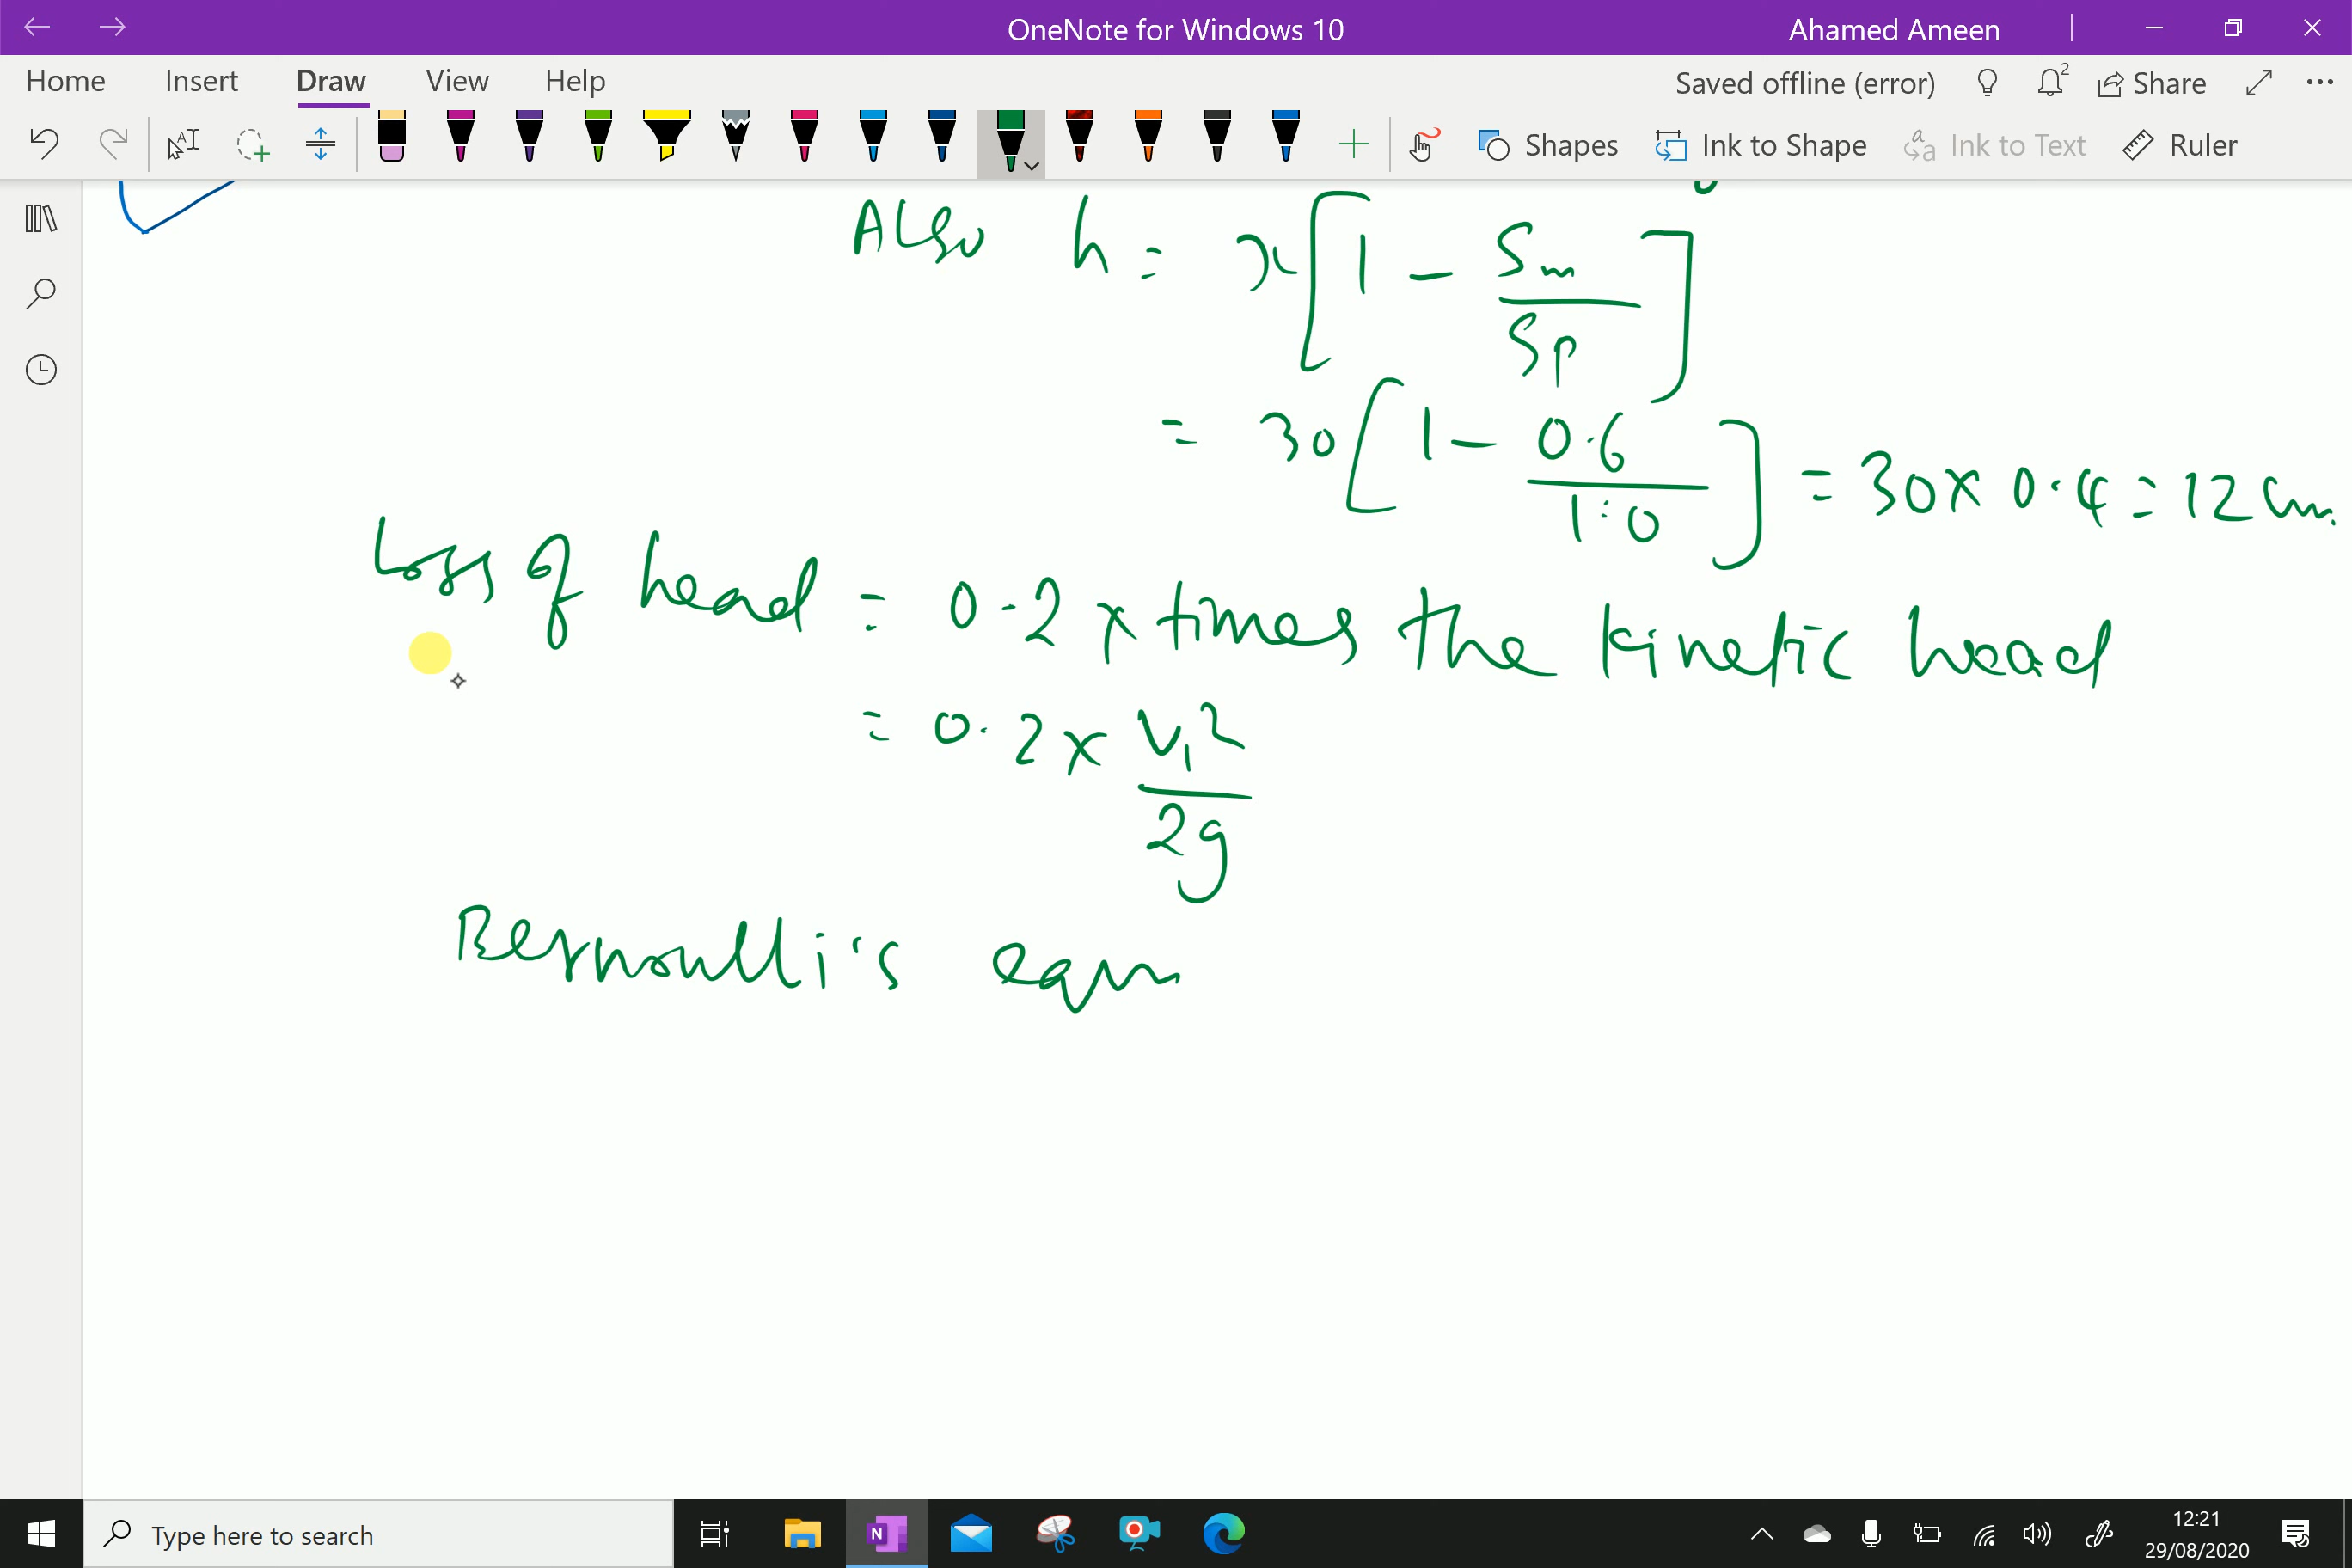 OneNote for Windows 10
Ahamed Ameen
Home Insert Draw View Help
Saved offline (error)
2
Share
Shapes
Ink to Shape
Ink to Text
Ruler
Also h = x[1 - Sm/Sp]
= 30[1 - 0.6/1.0] = 30 x 0.4 = 12 cm.
Loss of head = 0.2 x times the kinetic head
= 0.2 x V₁²/2g
Bernoulli's eqn
Type here to search
12:21
29/08/2020